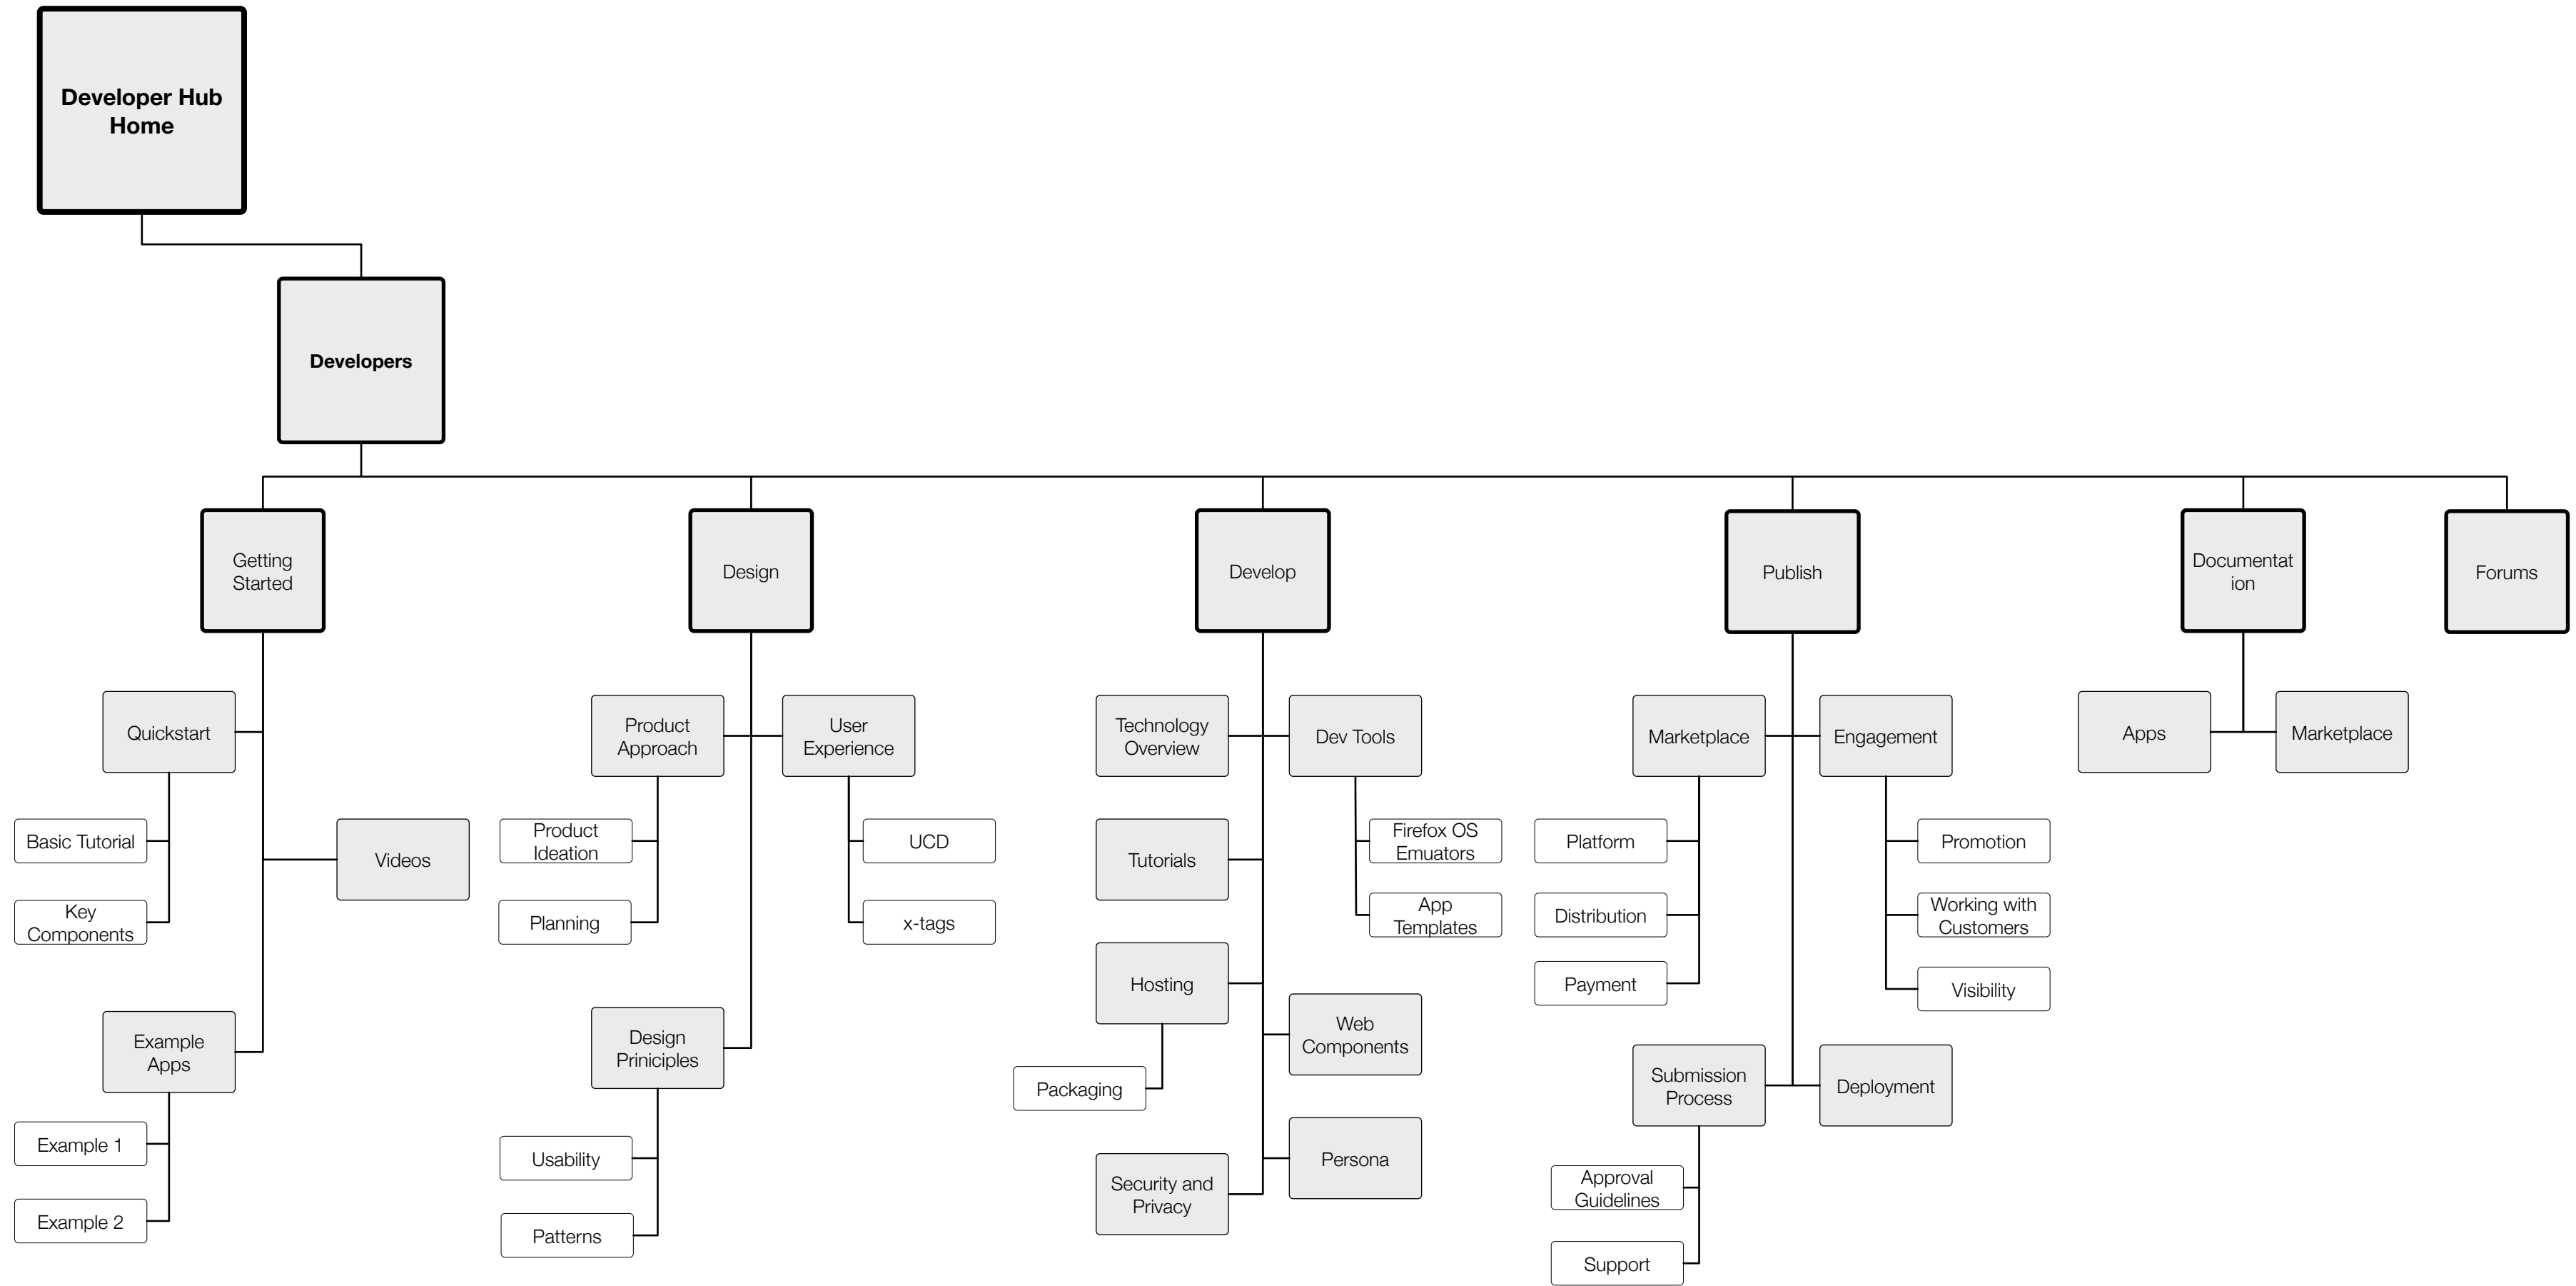 Developer Hub
Home
Developers
Getting
Started
Design
Develop
Publish
Documentat
ion
Forums
Quickstart
Basic Tutorial
Key
Components
Videos
Example
Apps
Example 1
Example 2
Product
Approach
User
Experience
Product
Ideation
Planning
UCD
x-tags
Design
Priniciples
Usability
Patterns
Technology
Overview
Dev Tools
Firefox OS
Emuators
App
Templates
Tutorials
Hosting
Packaging
Web
Components
Persona
Security and
Privacy
Marketplace
Engagement
Platform
Distribution
Payment
Promotion
Working with
Customers
Visibility
Submission
Process
Deployment
Approval
Guidelines
Support
Apps
Marketplace